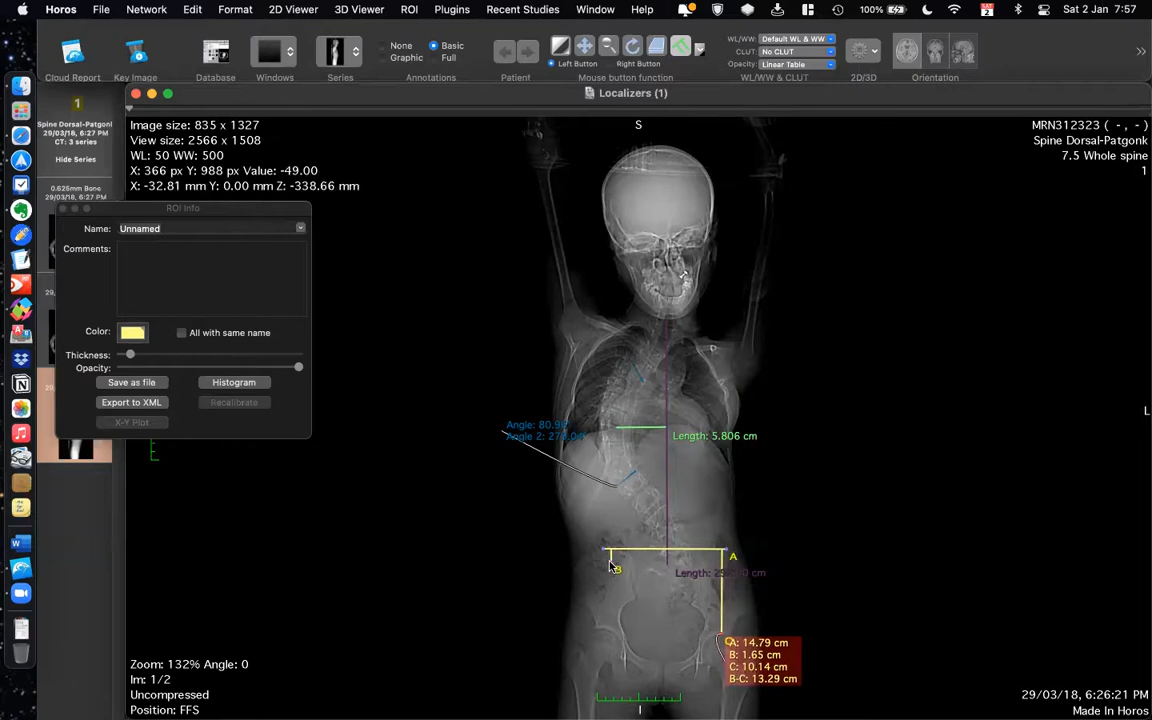 Horos File Network Edit Format 2D Viewer 3D Viewer ROI Plugins Recent Studies Window Help 100% Sat 2 Jan 7:57
SAT
2
None
Graphic
Basic
Full
WL/WW: Default WL & WW
CLUT: No CLUT
Opacity: Linear Table
Left Button
Right Button
Cloud Report Key Image Database Windows Series Annotations Patient Mouse button function WL/WW & CLUT 2D/3D Orientation
Localizers (1)
1
Spine Dorsal-Patgonk
29/03/18, 6:27 PM
CT: 3 series
Hide Series
0.625mm Bone
29/03/18, 6:27 PM
Image size: 835 x 1327
View size: 2566 x 1508
WL: 50 WW: 500
X: 366 px Y: 988 px Value: -49.00
X: -32.81 mm Y: 0.00 mm Z: -338.66 mm
S
MRN312323 ( - , - )
Spine Dorsal-Patgonk
7.5 Whole spine
1
ROI Info
Name: Unnamed
Comments:
Color:
All with same name
Thickness:
Opacity:
Save as file
Histogram
Export to XML
Recalibrate
X-Y Plot
L
Angle:
Angle 2:
Length: 5.806 cm
A
B
Length: cm
A: 14.79 cm
B: 1.65 cm
C: 10.14 cm
B-C: 13.29 cm
Zoom: 132% Angle: 0
Im: 1/2
Uncompressed
Position: FFS
I
29/03/18, 6:26:21 PM
Made In Horos